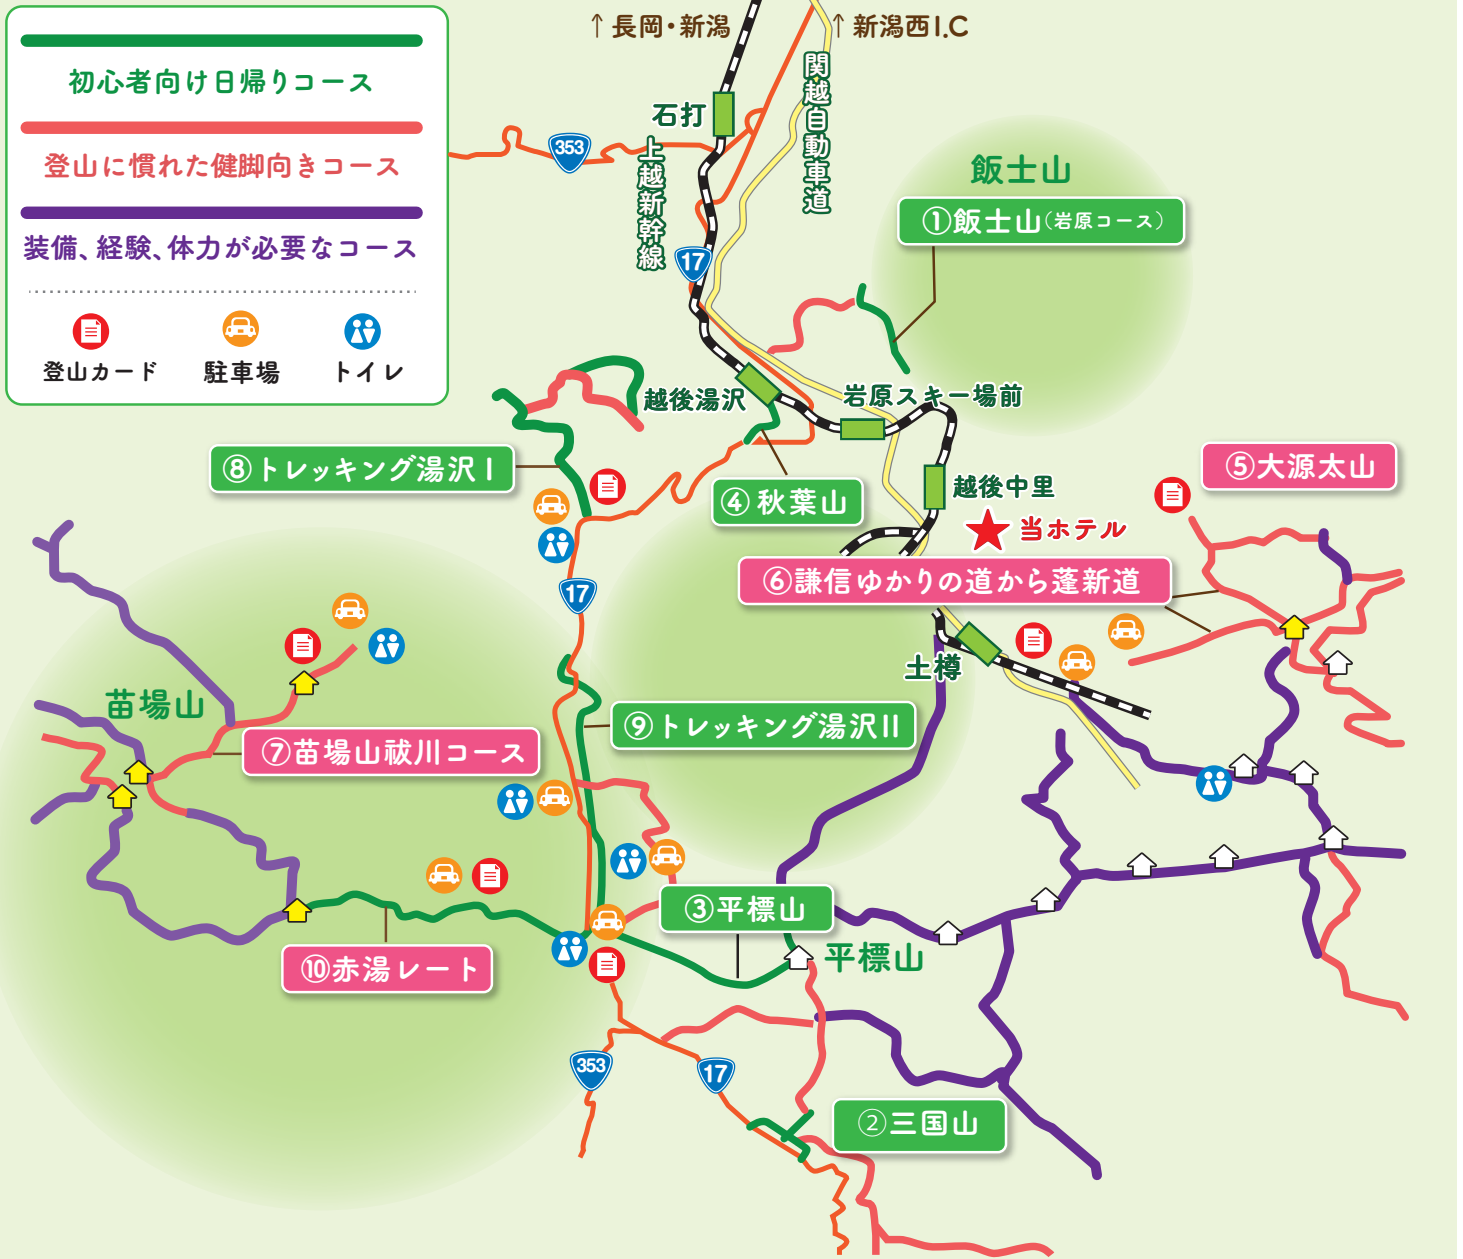 初心者向け日帰りコース
登山に慣れた健脚向きコース
装備、経験、体力が必要なコース
登山カード
駐車場
トイレ
↑長岡・新潟
↑新潟西I.C
関越自動車道
石打
353
上越新幹線
17
飯士山
①飯士山(岩原コース)
越後湯沢
岩原スキー場前
⑧トレッキング湯沢I
④秋葉山
越後中里
当ホテル
⑤大源太山
⑥謙信ゆかりの道から蓬新道
17
土樽
苗場山
⑦苗場山祓川コース
⑨トレッキング湯沢II
③平標山
平標山
⑩赤湯レート
353
17
②三国山